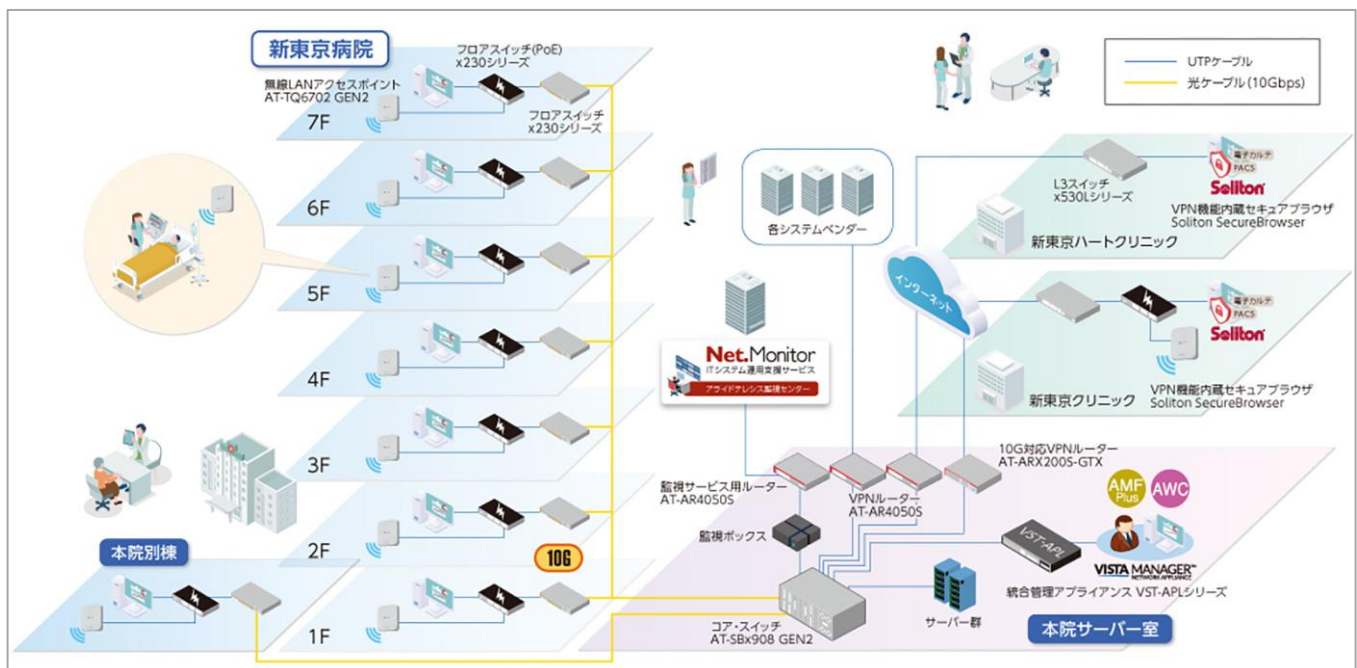 新東京病院
フロアスイッチ(PoE)
x230シリーズ
無線LANアクセスポイント
AT-TQ6702 GEN2
フロアスイッチ
x230シリーズ
7F
6F
5F
4F
3F
2F
1F
10G
本院別棟
UTPケーブル
光ケーブル(10Gbps)
各システムベンダー
インターネット
L3スイッチ
x530Lシリーズ
電子カルテ
PACS
Soliton
VPN機能内蔵セキュアブラウザ
Soliton SecureBrowser
新東京ハートクリニック
電子カルテ
PACS
Soliton
VPN機能内蔵セキュアブラウザ
Soliton SecureBrowser
新東京クリニック
Net.Monitor
ITシステム運用支援サービス
アライドテレシス監視センター
監視サービス用ルーター
AT-AR4050S
VPNルーター
AT-AR4050S
10G対応VPNルーター
AT-ARX200S-GTX
監視ボックス
AMF
Plus
AWC
VST-APL
VISTA MANAGER™
NETWORK APPLIANCE
統合管理アプライアンス VST-APLシリーズ
サーバー群
コア・スイッチ
AT-SBx908 GEN2
本院サーバー室